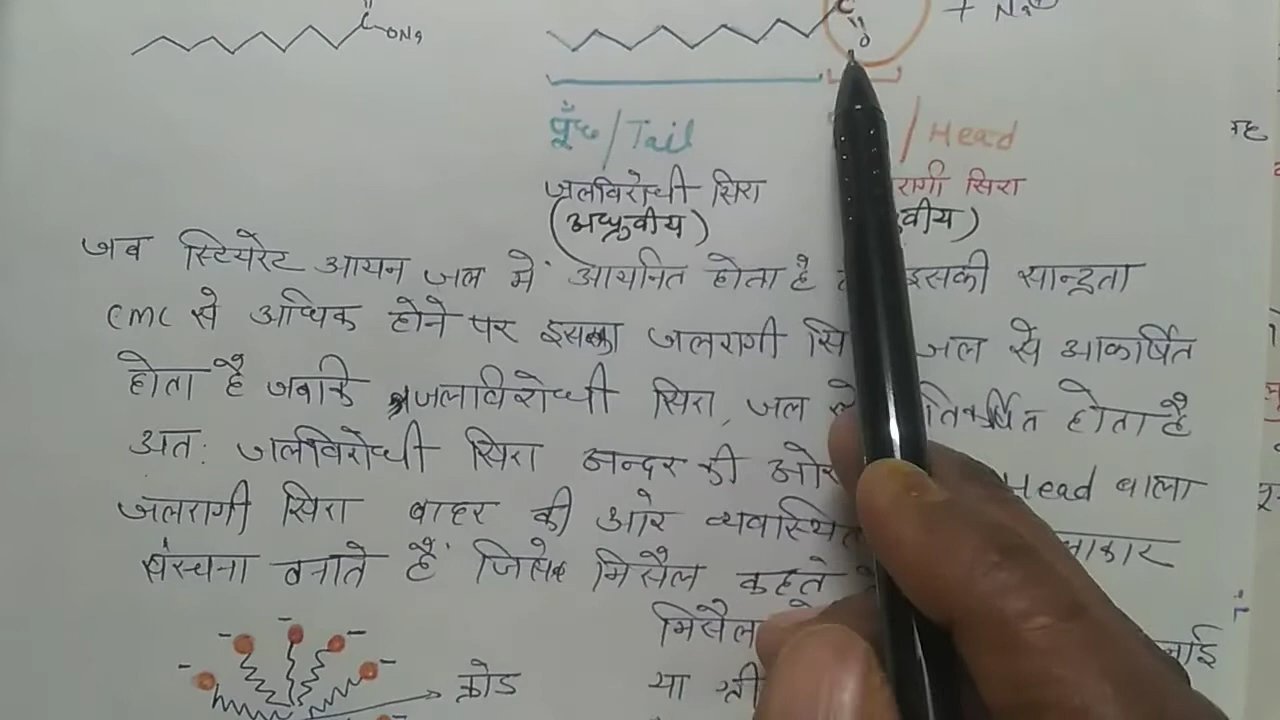 C
ONa
C
O
+ Na
पूँछ / Tail / Head
जलविरोधी सिरा रागी सिरा
(अध्रुवीय) वीय)
जब स्टियरेट आयन जल में आयनित होता है इसकी सान्द्रता
CMC से अधिक होने पर इसका जलरागी सि जल से आकर्षित
होता है जबकि जलविरोधी सिरा जल तिकर्षित होता है
अतः जलविरोधी सिरा अन्दर की ओर Head वाला
जलरागी सिरा बाहर की ओर व्यवस्थित लाकार
संरचना बनाते हैं जिसे मिसैल कहते
मिसैल
क्रोड या